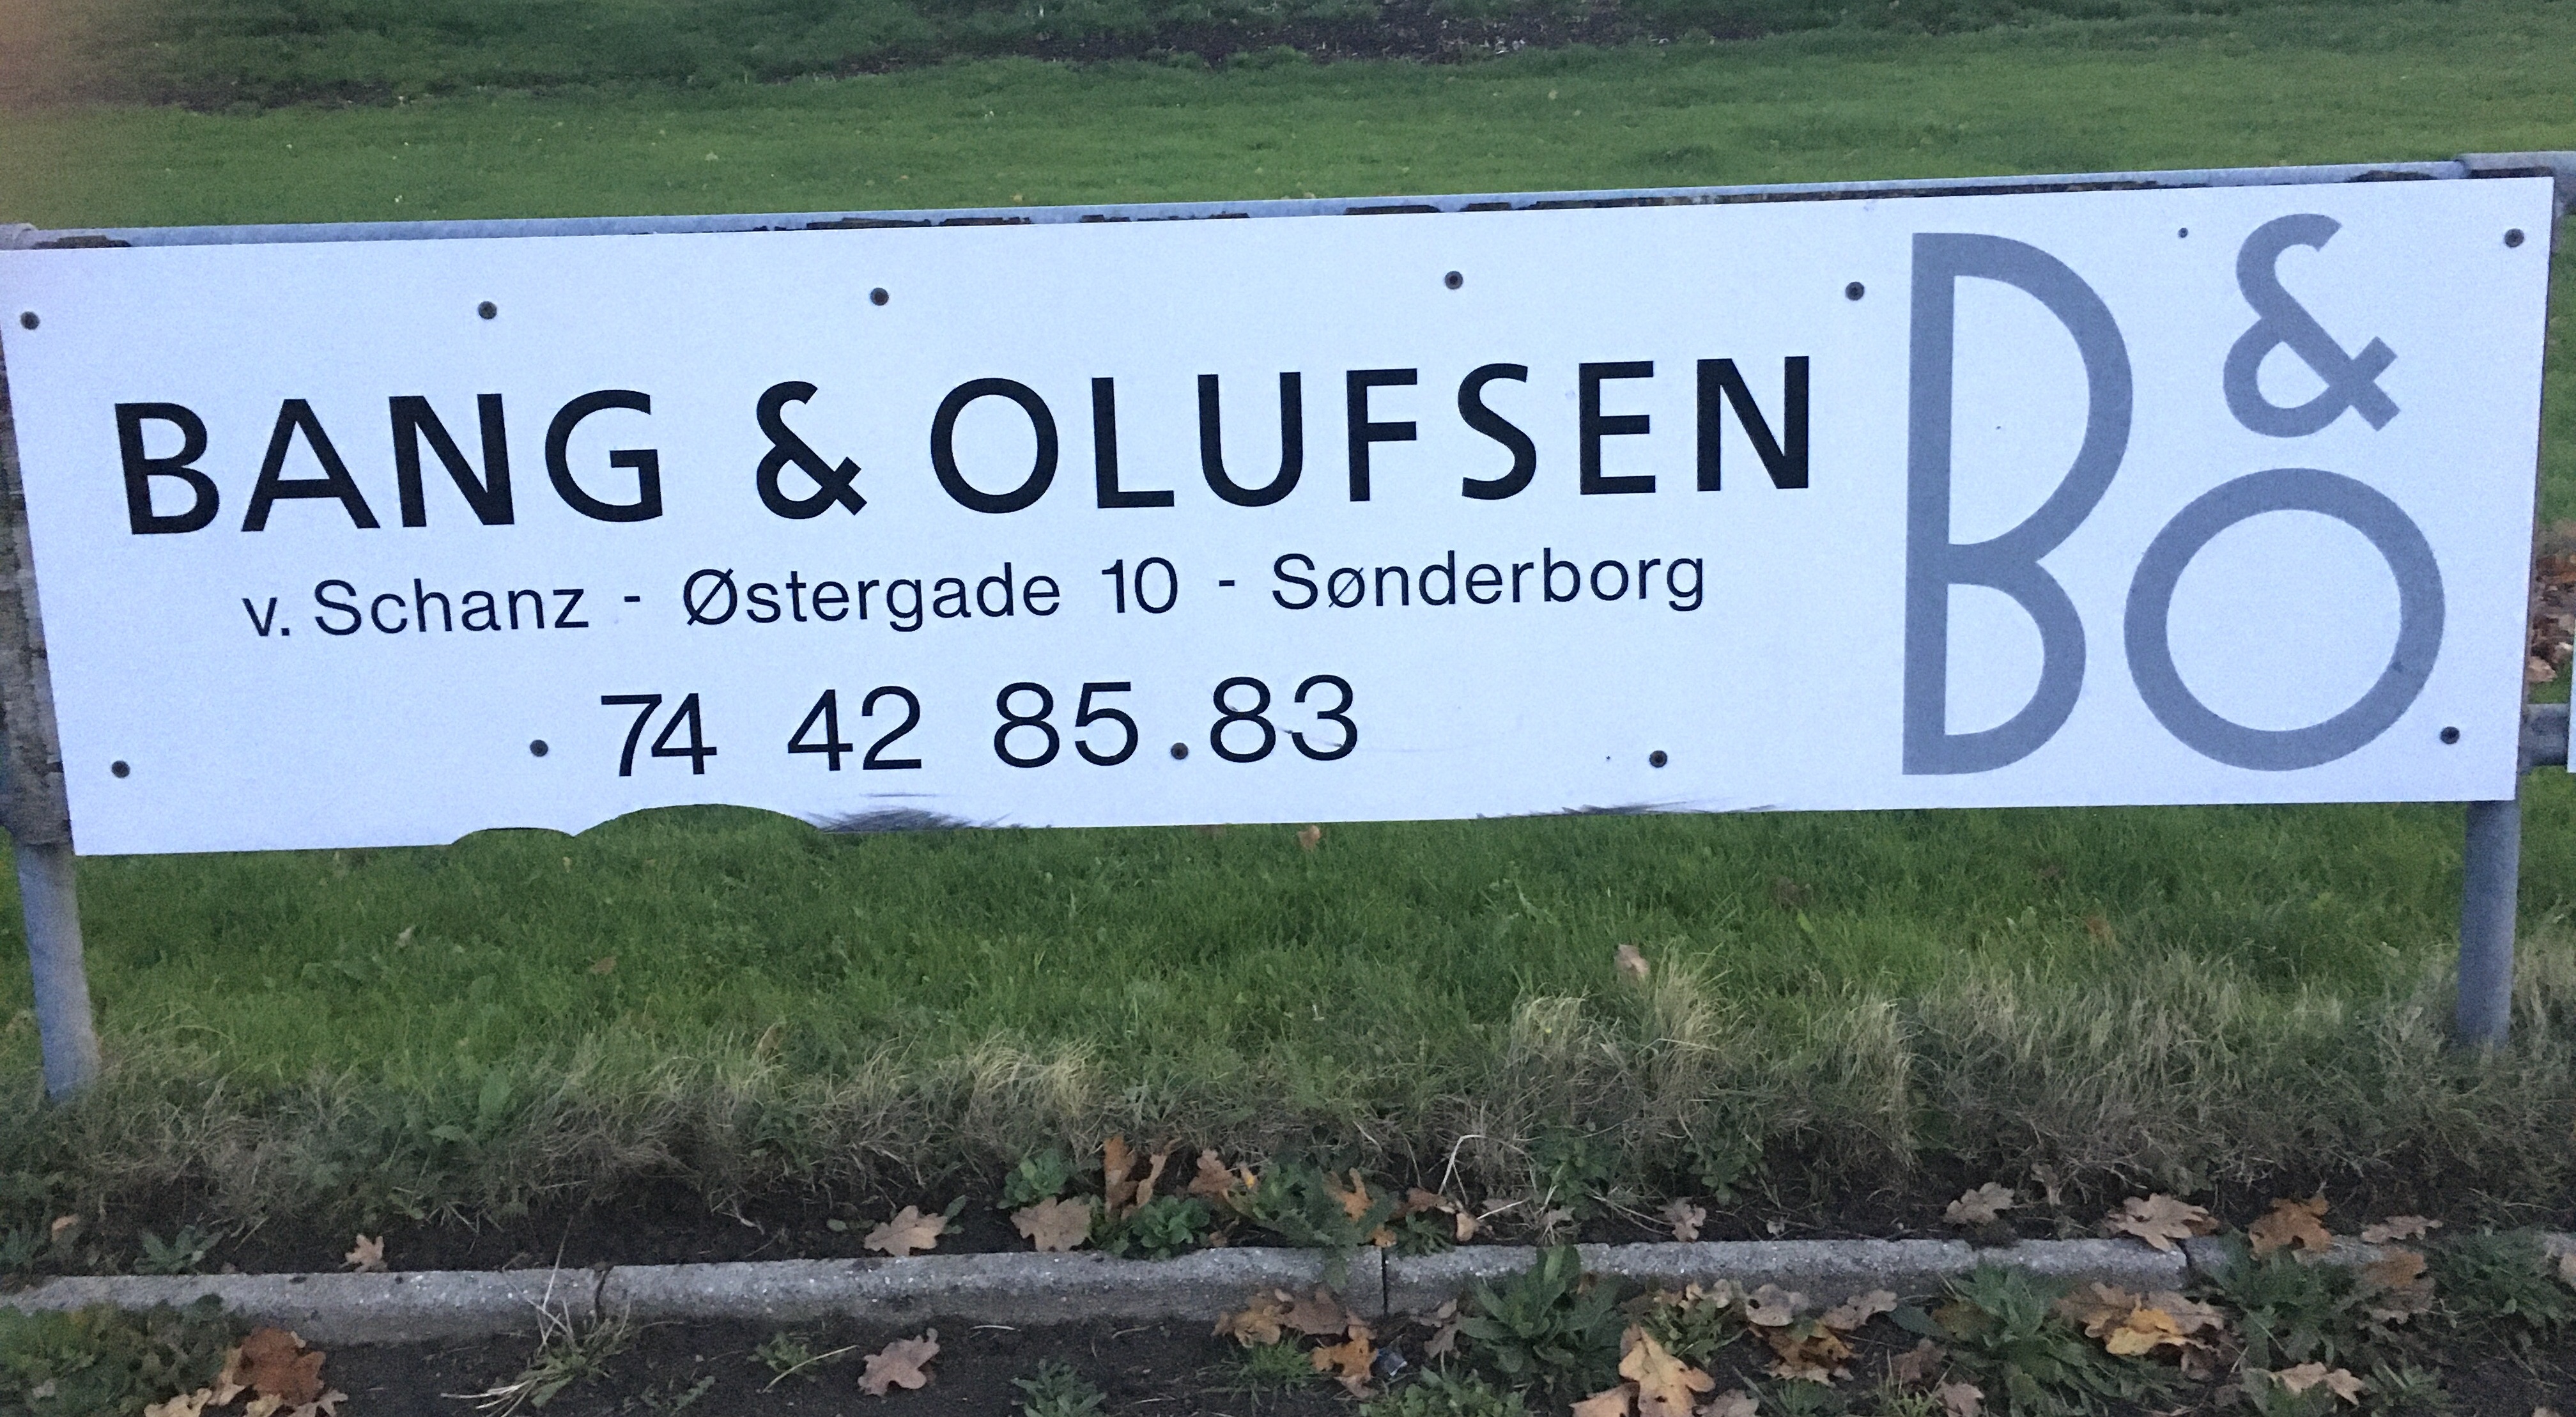 BANG & OLUFSEN
v. Schanz - Østergade 10 - Sønderborg
74 42 85 83
B&O